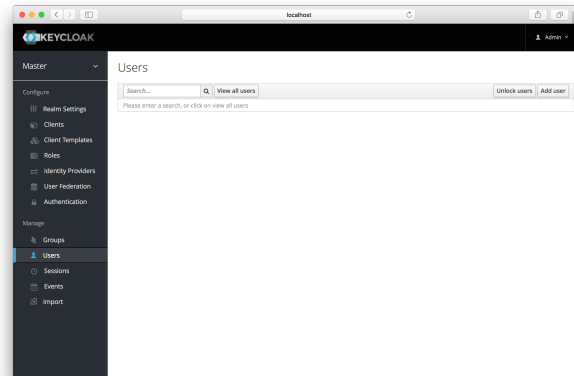 localhost
KEYCLOAK
Admin
Master
Users
Search...
View all users
Unlock users
Add user
Please enter a search, or click on view all users
Configure
Realm Settings
Clients
Client Templates
Roles
Identity Providers
User Federation
Authentication
Manage
Groups
Users
Sessions
Events
Import